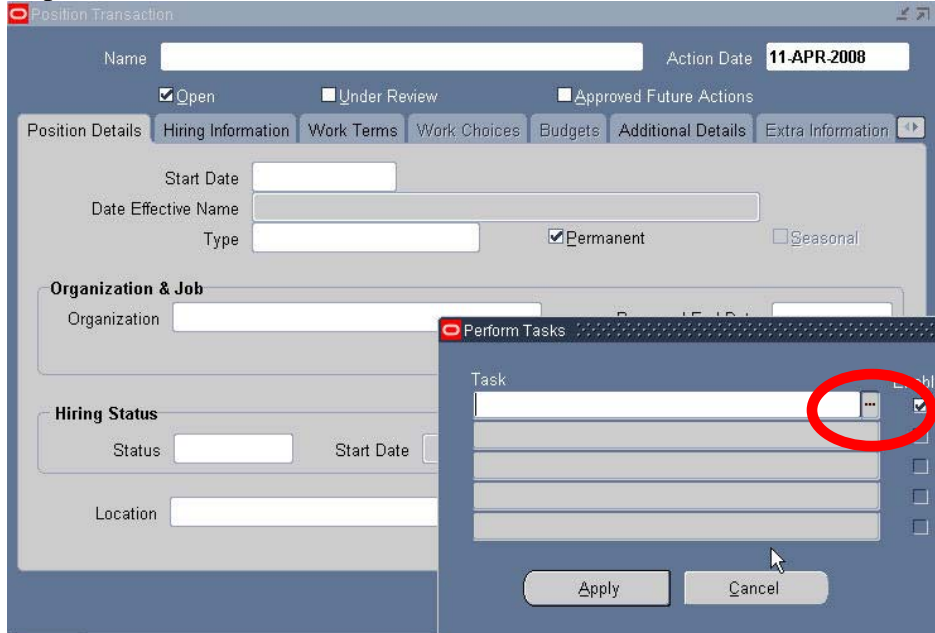 Position Transaction
Name Action Date 11-APR-2008
Open Under Review Approved Future Actions
Position Details Hiring Information Work Terms Work Choices Budgets Additional Details Extra Information
Start Date
Date Effective Name
Type Permanent Seasonal
Organization & Job
Organization
Perform Tasks
Task
Hiring Status
Status Start Date
Location
Apply Cancel